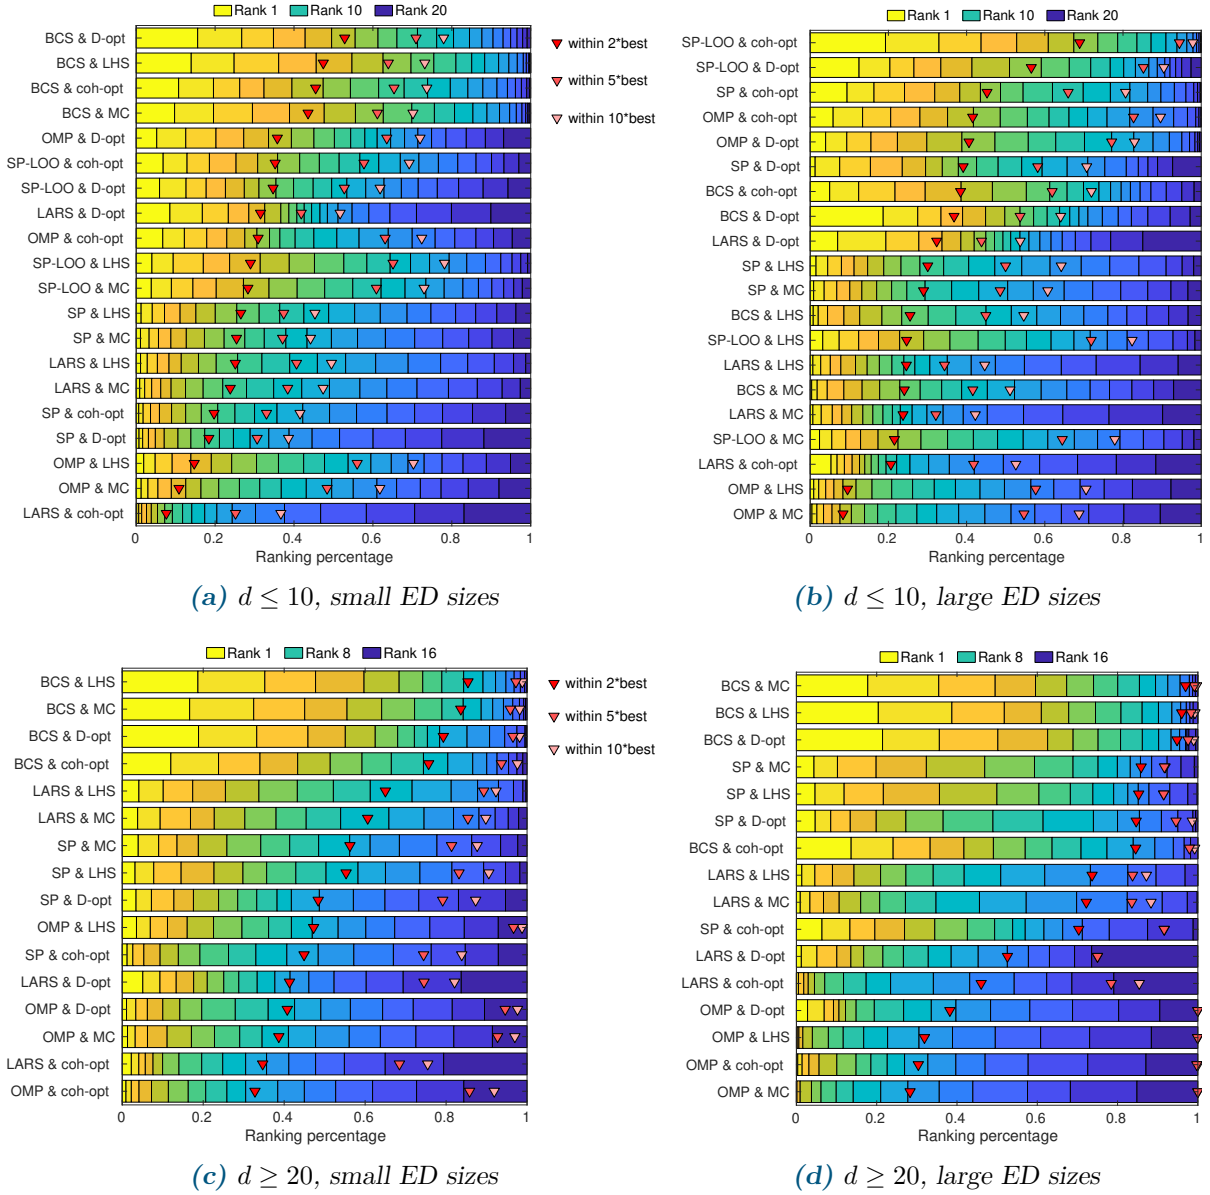 Rank 1 Rank 10 Rank 20
BCS & D-opt
BCS & LHS
BCS & coh-opt
BCS & MC
OMP & D-opt
SP-LOO & coh-opt
SP-LOO & D-opt
LARS & D-opt
OMP & coh-opt
SP-LOO & LHS
SP-LOO & MC
SP & LHS
SP & MC
LARS & LHS
LARS & MC
SP & coh-opt
SP & D-opt
OMP & LHS
OMP & MC
LARS & coh-opt
0 0.2 0.4 0.6 0.8 1
Ranking percentage
within 2*best
within 5*best
within 10*best
(a) d ≤ 10, small ED sizes
Rank 1 Rank 10 Rank 20
SP-LOO & coh-opt
SP-LOO & D-opt
SP & coh-opt
OMP & coh-opt
OMP & D-opt
SP & D-opt
BCS & coh-opt
BCS & D-opt
LARS & D-opt
SP & LHS
SP & MC
BCS & LHS
SP-LOO & LHS
LARS & LHS
BCS & MC
LARS & MC
SP-LOO & MC
LARS & coh-opt
OMP & LHS
OMP & MC
0 0.2 0.4 0.6 0.8 1
Ranking percentage
(b) d ≤ 10, large ED sizes
Rank 1 Rank 8 Rank 16
BCS & LHS
BCS & MC
BCS & D-opt
BCS & coh-opt
LARS & LHS
LARS & MC
SP & MC
SP & LHS
SP & D-opt
OMP & LHS
SP & coh-opt
LARS & D-opt
OMP & D-opt
OMP & MC
LARS & coh-opt
OMP & coh-opt
0 0.2 0.4 0.6 0.8 1
Ranking percentage
within 2*best
within 5*best
within 10*best
(c) d ≥ 20, small ED sizes
Rank 1 Rank 8 Rank 16
BCS & MC
BCS & LHS
BCS & D-opt
SP & MC
SP & LHS
SP & D-opt
BCS & coh-opt
LARS & LHS
LARS & MC
SP & coh-opt
LARS & D-opt
LARS & coh-opt
OMP & D-opt
OMP & LHS
OMP & coh-opt
OMP & MC
0 0.2 0.4 0.6 0.8 1
Ranking percentage
(d) d ≥ 20, large ED sizes